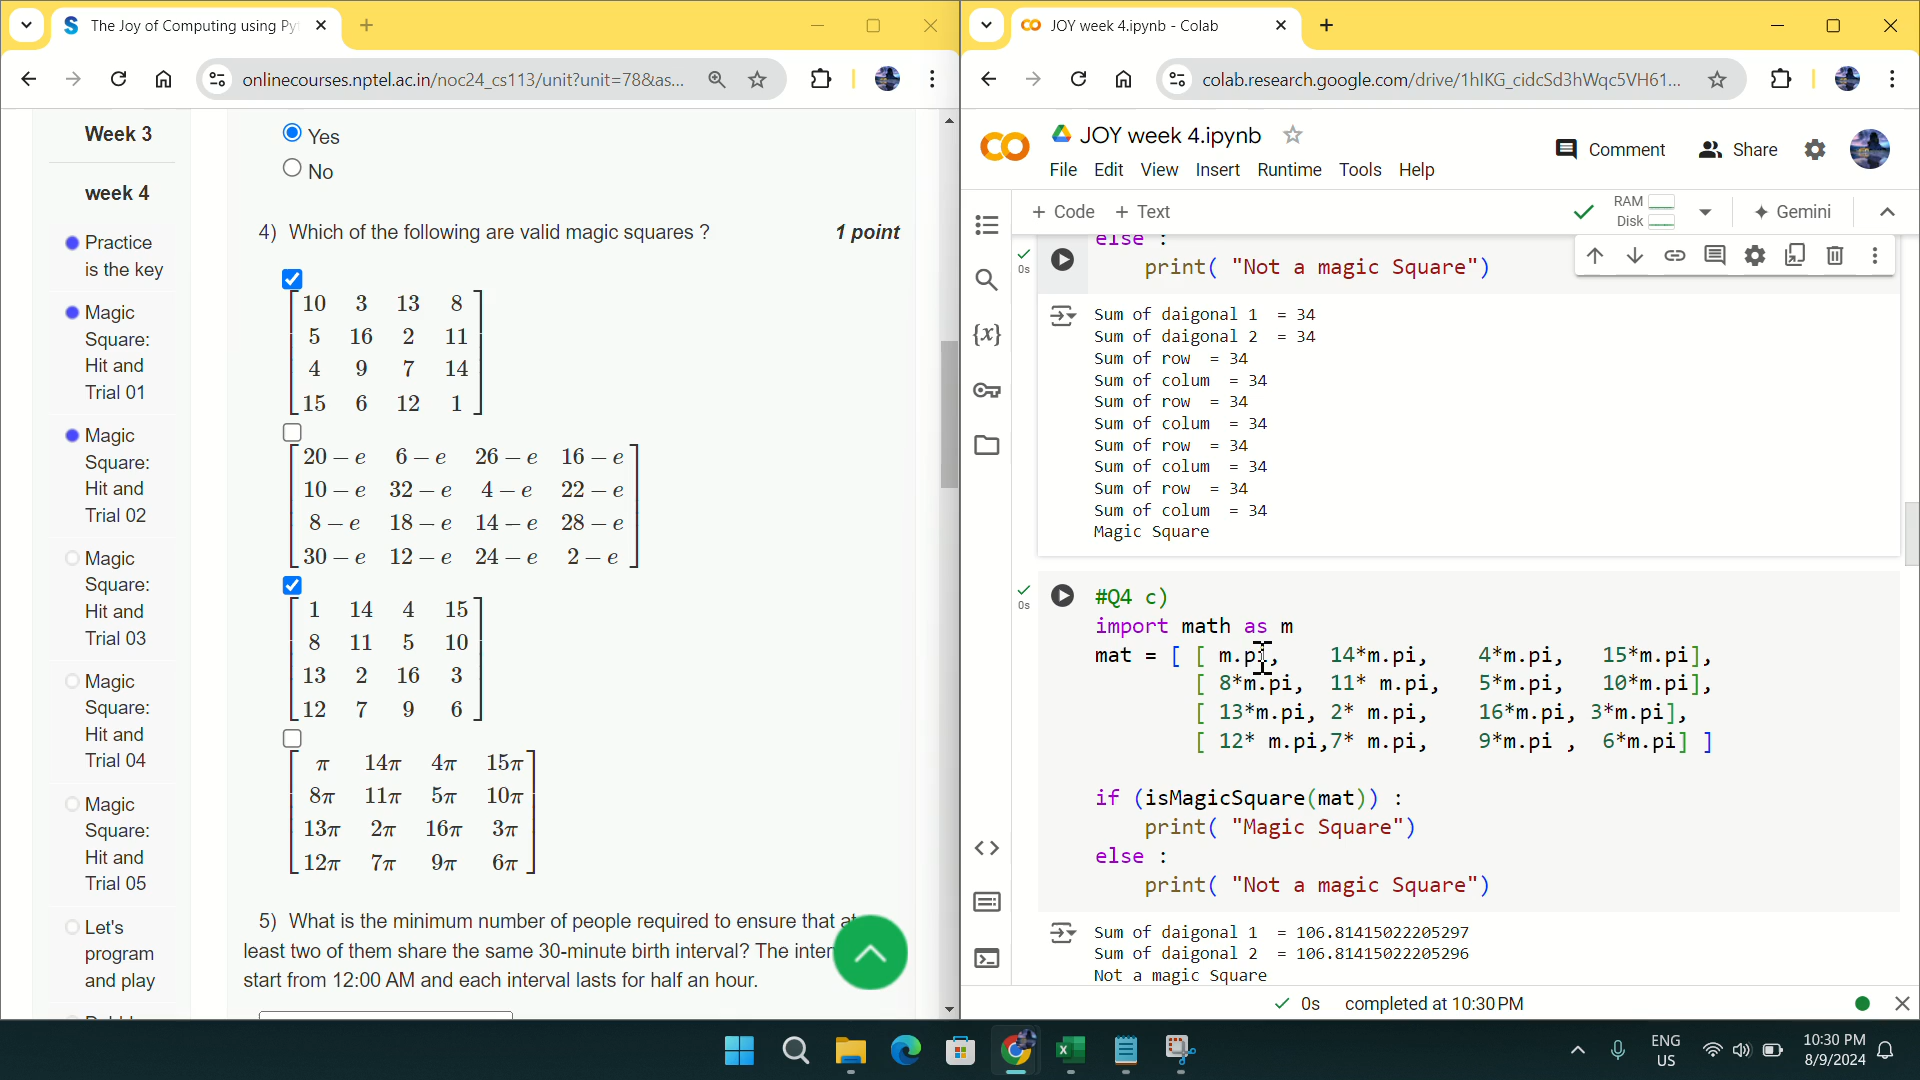 The Joy of Computing using Py
onlinecourses.nptel.ac.in/noc24_cs113/unit?unit=78&as...
Week 3
week 4
Practice
is the key
Magic
Square:
Hit and
Trial 01
Magic
Square:
Hit and
Trial 02
Magic
Square:
Hit and
Trial 03
Magic
Square:
Hit and
Trial 04
Magic
Square:
Hit and
Trial 05
Let's
program
and play
Yes
No
4) Which of the following are valid magic squares ? 1 point
10 3 13 8
5 16 2 11
4 9 7 14
15 6 12 1
20 − e 6 − e 26 − e 16 − e
10 − e 32 − e 4 − e 22 − e
8 − e 18 − e 14 − e 28 − e
30 − e 12 − e 24 − e 2 − e
1 14 4 15
8 11 5 10
13 2 16 3
12 7 9 6
π 14π 4π 15π
8π 11π 5π 10π
13π 2π 16π 3π
12π 7π 9π 6π
5) What is the minimum number of people required to ensure that at
least two of them share the same 30-minute birth interval? The inter
start from 12:00 AM and each interval lasts for half an hour.
JOY week 4.ipynb - Colab
colab.research.google.com/drive/1hIKG_cidcSd3hWqc5VH61...
JOY week 4.ipynb
Comment Share
File Edit View Insert Runtime Tools Help
+ Code + Text
RAM
Disk
Gemini
else :
0s
print( "Not a magic Square")
Sum of daigonal 1 = 34
Sum of daigonal 2 = 34
Sum of row = 34
Sum of colum = 34
Sum of row = 34
Sum of colum = 34
Sum of row = 34
Sum of colum = 34
Sum of row = 34
Sum of colum = 34
Magic Square
0s
#Q4 c)
import math as m
mat = [ [ m.pi, 14*m.pi, 4*m.pi, 15*m.pi],
[ 8*m.pi, 11* m.pi, 5*m.pi, 10*m.pi],
[ 13*m.pi, 2* m.pi, 16*m.pi, 3*m.pi],
[ 12* m.pi,7* m.pi, 9*m.pi , 6*m.pi] ]
if (isMagicSquare(mat)) :
print( "Magic Square")
else :
print( "Not a magic Square")
Sum of daigonal 1 = 106.81415022205297
Sum of daigonal 2 = 106.81415022205296
Not a magic Square
0s completed at 10:30 PM
ENG
US
10:30 PM
8/9/2024